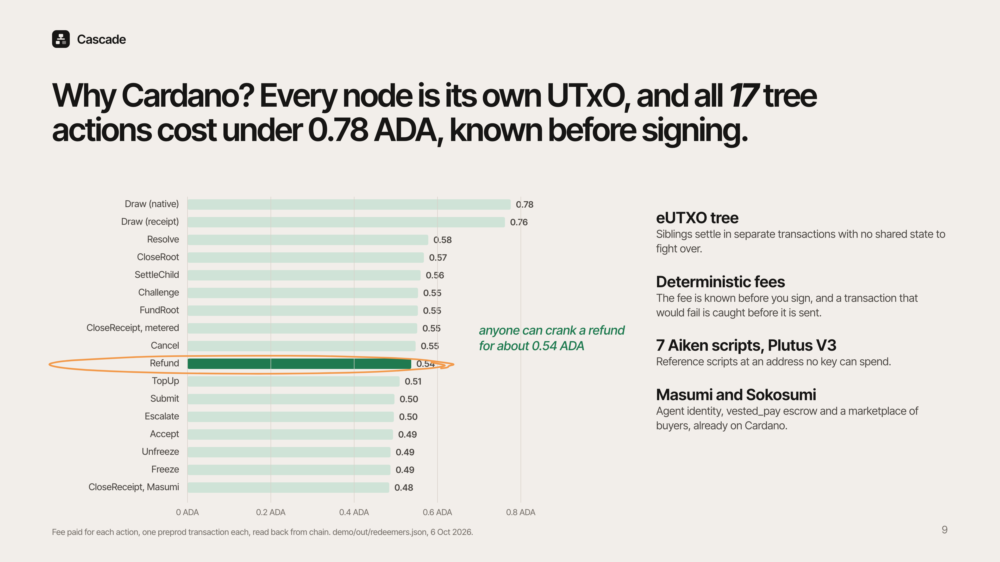 Cascade
Why Cardano? Every node is its own UTxO, and all 17 tree
actions cost under 0.78 ADA, known before signing.
Draw (native) 0.78
Draw (receipt) 0.76
Resolve 0.58
CloseRoot 0.57
SettleChild 0.56
Challenge 0.55
FundRoot 0.55
CloseReceipt, metered 0.55
Cancel 0.55
Refund 0.54
TopUp 0.51
Submit 0.50
Escalate 0.50
Accept 0.49
Unfreeze 0.49
Freeze 0.49
CloseReceipt, Masumi 0.48
0 ADA 0.2 ADA 0.4 ADA 0.6 ADA 0.8 ADA
anyone can crank a refund
for about 0.54 ADA
eUTXO tree
Siblings settle in separate transactions with no shared state to
fight over.
Deterministic fees
The fee is known before you sign, and a transaction that
would fail is caught before it is sent.
7 Aiken scripts, Plutus V3
Reference scripts at an address no key can spend.
Masumi and Sokosumi
Agent identity, vested_pay escrow and a marketplace of
buyers, already on Cardano.
Fee paid for each action, one preprod transaction each, read back from chain. demo/out/redeemers.json, 6 Oct 2026.
9